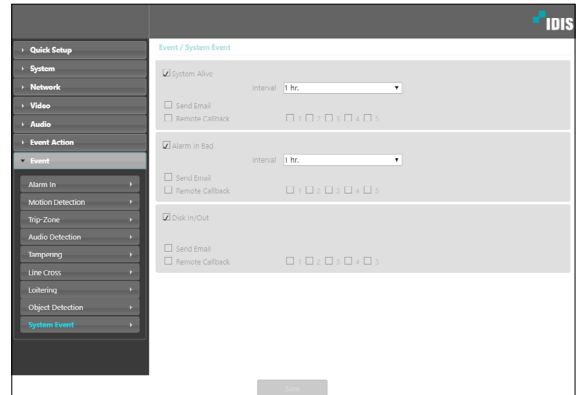 IDIS
Quick Setup
System
Network
Video
Audio
Event Action
Event
Alarm In
Motion Detection
Trip-Zone
Audio Detection
Tampering
Line Cross
Loitering
Object Detection
System Event
Event / System Event
System Alive
Interval 1 hr.
Send Email
Remote Callback 1 2 3 4 5
Alarm In Bad
Interval 1 hr.
Send Email
Remote Callback 1 2 3 4 5
Disk In/Out
Send Email
Remote Callback 1 2 3 4 5
Save